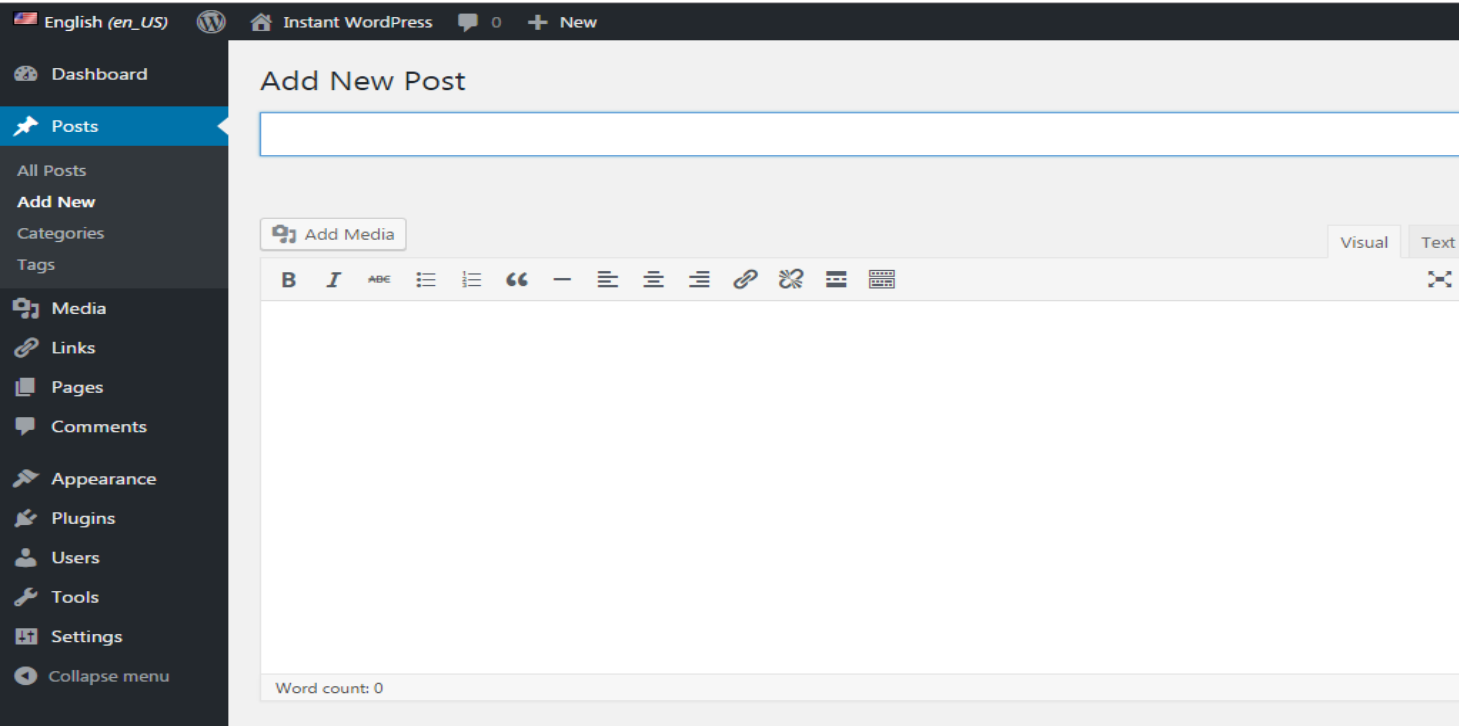 English (en_US) Instant WordPress 0 New
Dashboard
Posts
All Posts
Add New
Categories
Tags
Media
Links
Pages
Comments
Appearance
Plugins
Users
Tools
Settings
Collapse menu
Add New Post
Add Media
Visual Text
B I ABC
Word count: 0